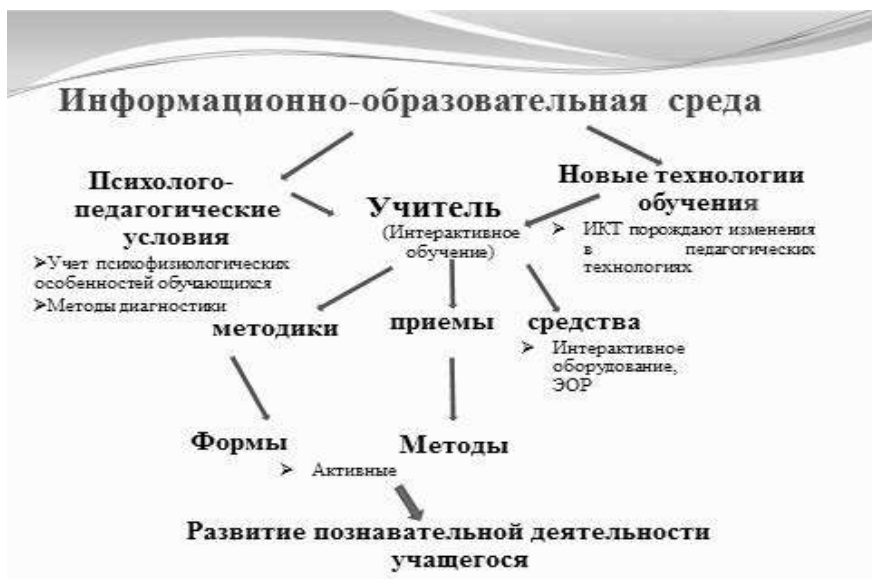 Информационно-образовательная среда
Психолого-
педагогические
условия
➢Учет психофизиологических
особенностей обучающихся
➢Методы диагностики
Учитель
(Интерактивное
обучение)
Новые технологии
обучения
➢ ИКТ порождают изменения
в педагогических
технологиях
методики
приемы
средства
➢ Интерактивное
оборудование,
ЭОР
Формы
➢ Активные
Методы
Развитие познавательной деятельности
учащегося